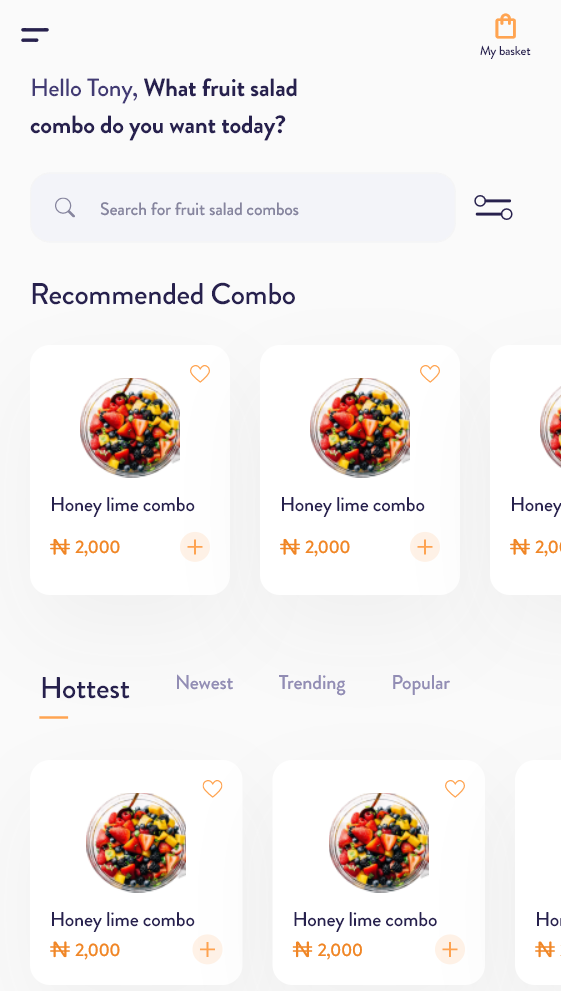 My basket
Hello Tony, What fruit salad
combo do you want today?
Search for fruit salad combos
Recommended Combo
Honey lime combo
₦ 2,000
Honey lime combo
₦ 2,000
Honey
₦ 2,0
Hottest
Newest
Trending
Popular
Honey lime combo
₦ 2,000
Honey lime combo
₦ 2,000
Ho
₦